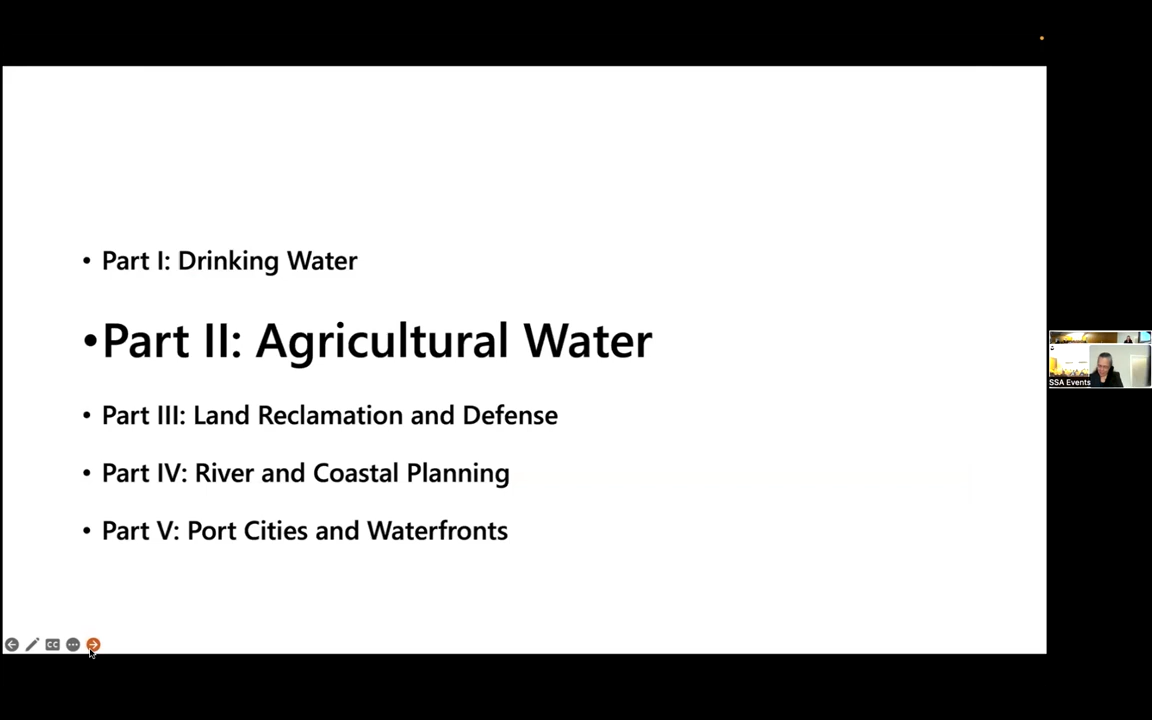 • Part I: Drinking Water
•Part II: Agricultural Water
• Part III: Land Reclamation and Defense
• Part IV: River and Coastal Planning
• Part V: Port Cities and Waterfronts
SSA Events
CC